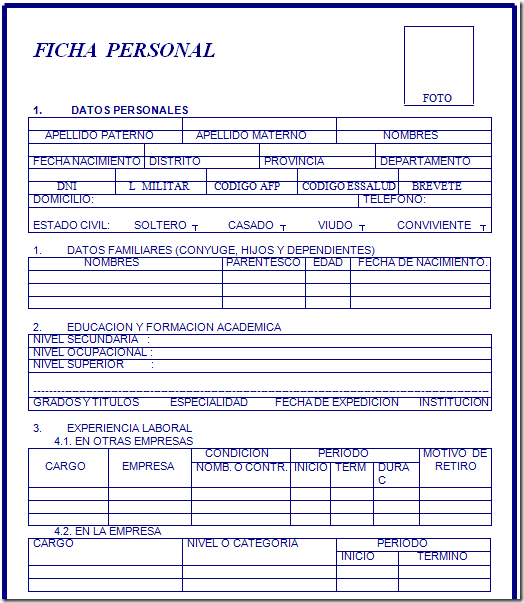 FICHA PERSONAL
FOTO
1. DATOS PERSONALES
APELLIDO PATERNO APELLIDO MATERNO NOMBRES
FECHA NACIMIENTO DISTRITO PROVINCIA DEPARTAMENTO
DNI L MILITAR CODIGO AFP CODIGO ESSALUD BREVETE
DOMICILIO: TELEFONO:
ESTADO CIVIL: SOLTERO ┬ CASADO ┬ VIUDO ┬ CONVIVIENTE ┬
1. DATOS FAMILIARES (CONYUGE, HIJOS Y DEPENDIENTES)
NOMBRES PARENTESCO EDAD FECHA DE NACIMIENTO.
2. EDUCACION Y FORMACION ACADEMICA
NIVEL SECUNDARIA :
NIVEL OCUPACIONAL :
NIVEL SUPERIOR :
GRADOS Y TITULOS ESPECIALIDAD FECHA DE EXPEDICION INSTITUCION
3. EXPERIENCIA LABORAL
4.1. EN OTRAS EMPRESAS
CARGO EMPRESA CONDICION PERIODO MOTIVO DE RETIRO
NOMB. O CONTR. INICIO TERM DURA C
4.2. EN LA EMPRESA
CARGO NIVEL O CATEGORIA PERIODO
INICIO TERMINO